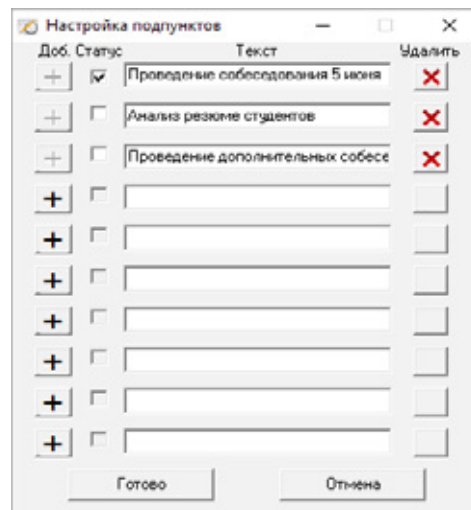 Настройка подпунктов
Доб. Статус Текст Удалить
Проведение собеседования 5 июня
Анализ резюме студентов
Проведение дополнительных собесе
Готово Отмена